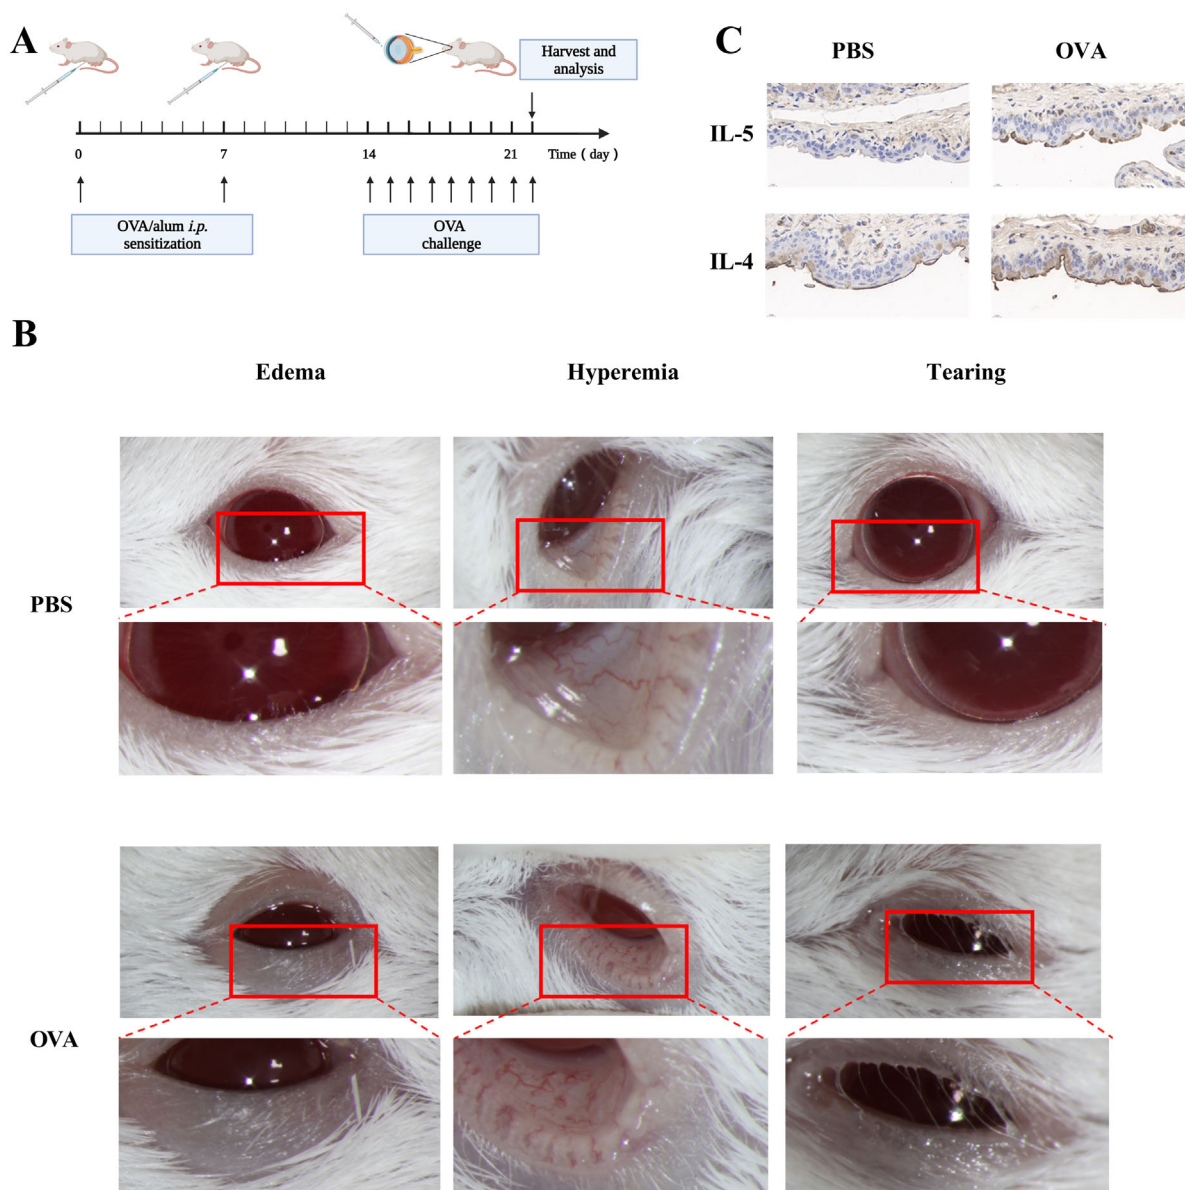 A
Harvest and
analysis
0
7
14
21
Time ( day )
OVA/alum i.p.
sensitization
OVA
challenge
C
PBS
OVA
IL-5
IL-4
B
Edema
Hyperemia
Tearing
PBS
OVA